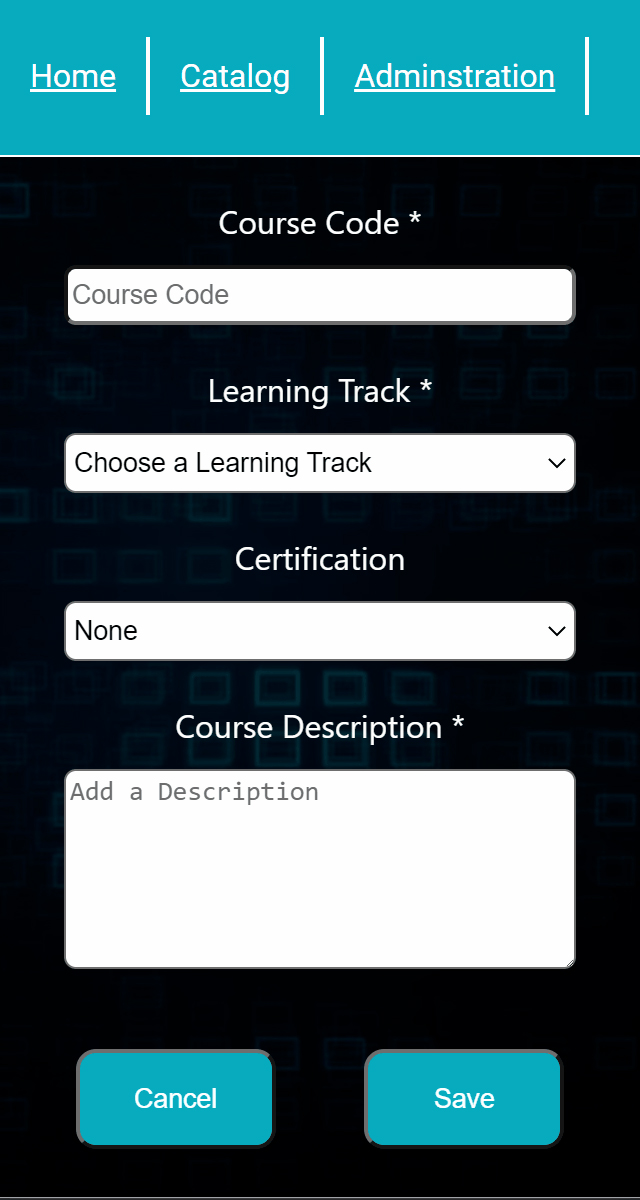 Home Catalog Adminstration
Course Code *
Course Code
Learning Track *
Choose a Learning Track
Certification
None
Course Description *
Add a Description
Cancel Save